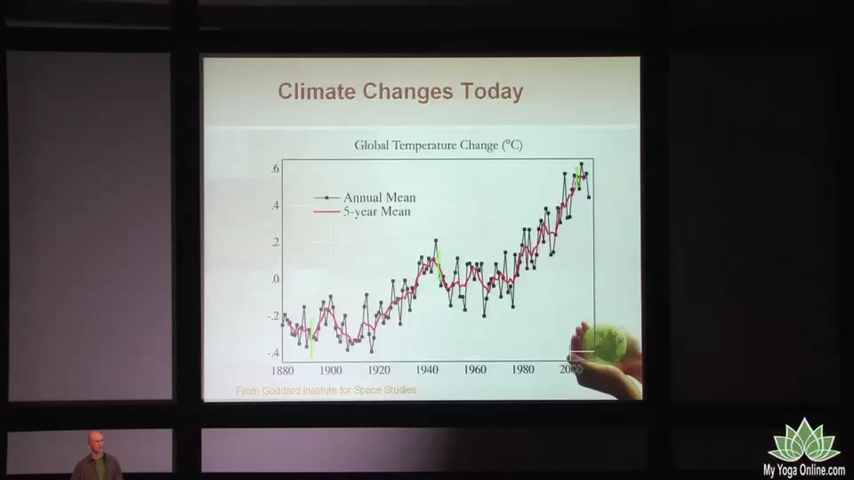 Climate Changes Today
Global Temperature Change (°C)
.6
.4
.2
.0
-.2
-.4
Annual Mean
5-year Mean
1880
1900
1920
1940
1960
1980
2000
From Goddard Institute for Space Studies
My Yoga Online.com